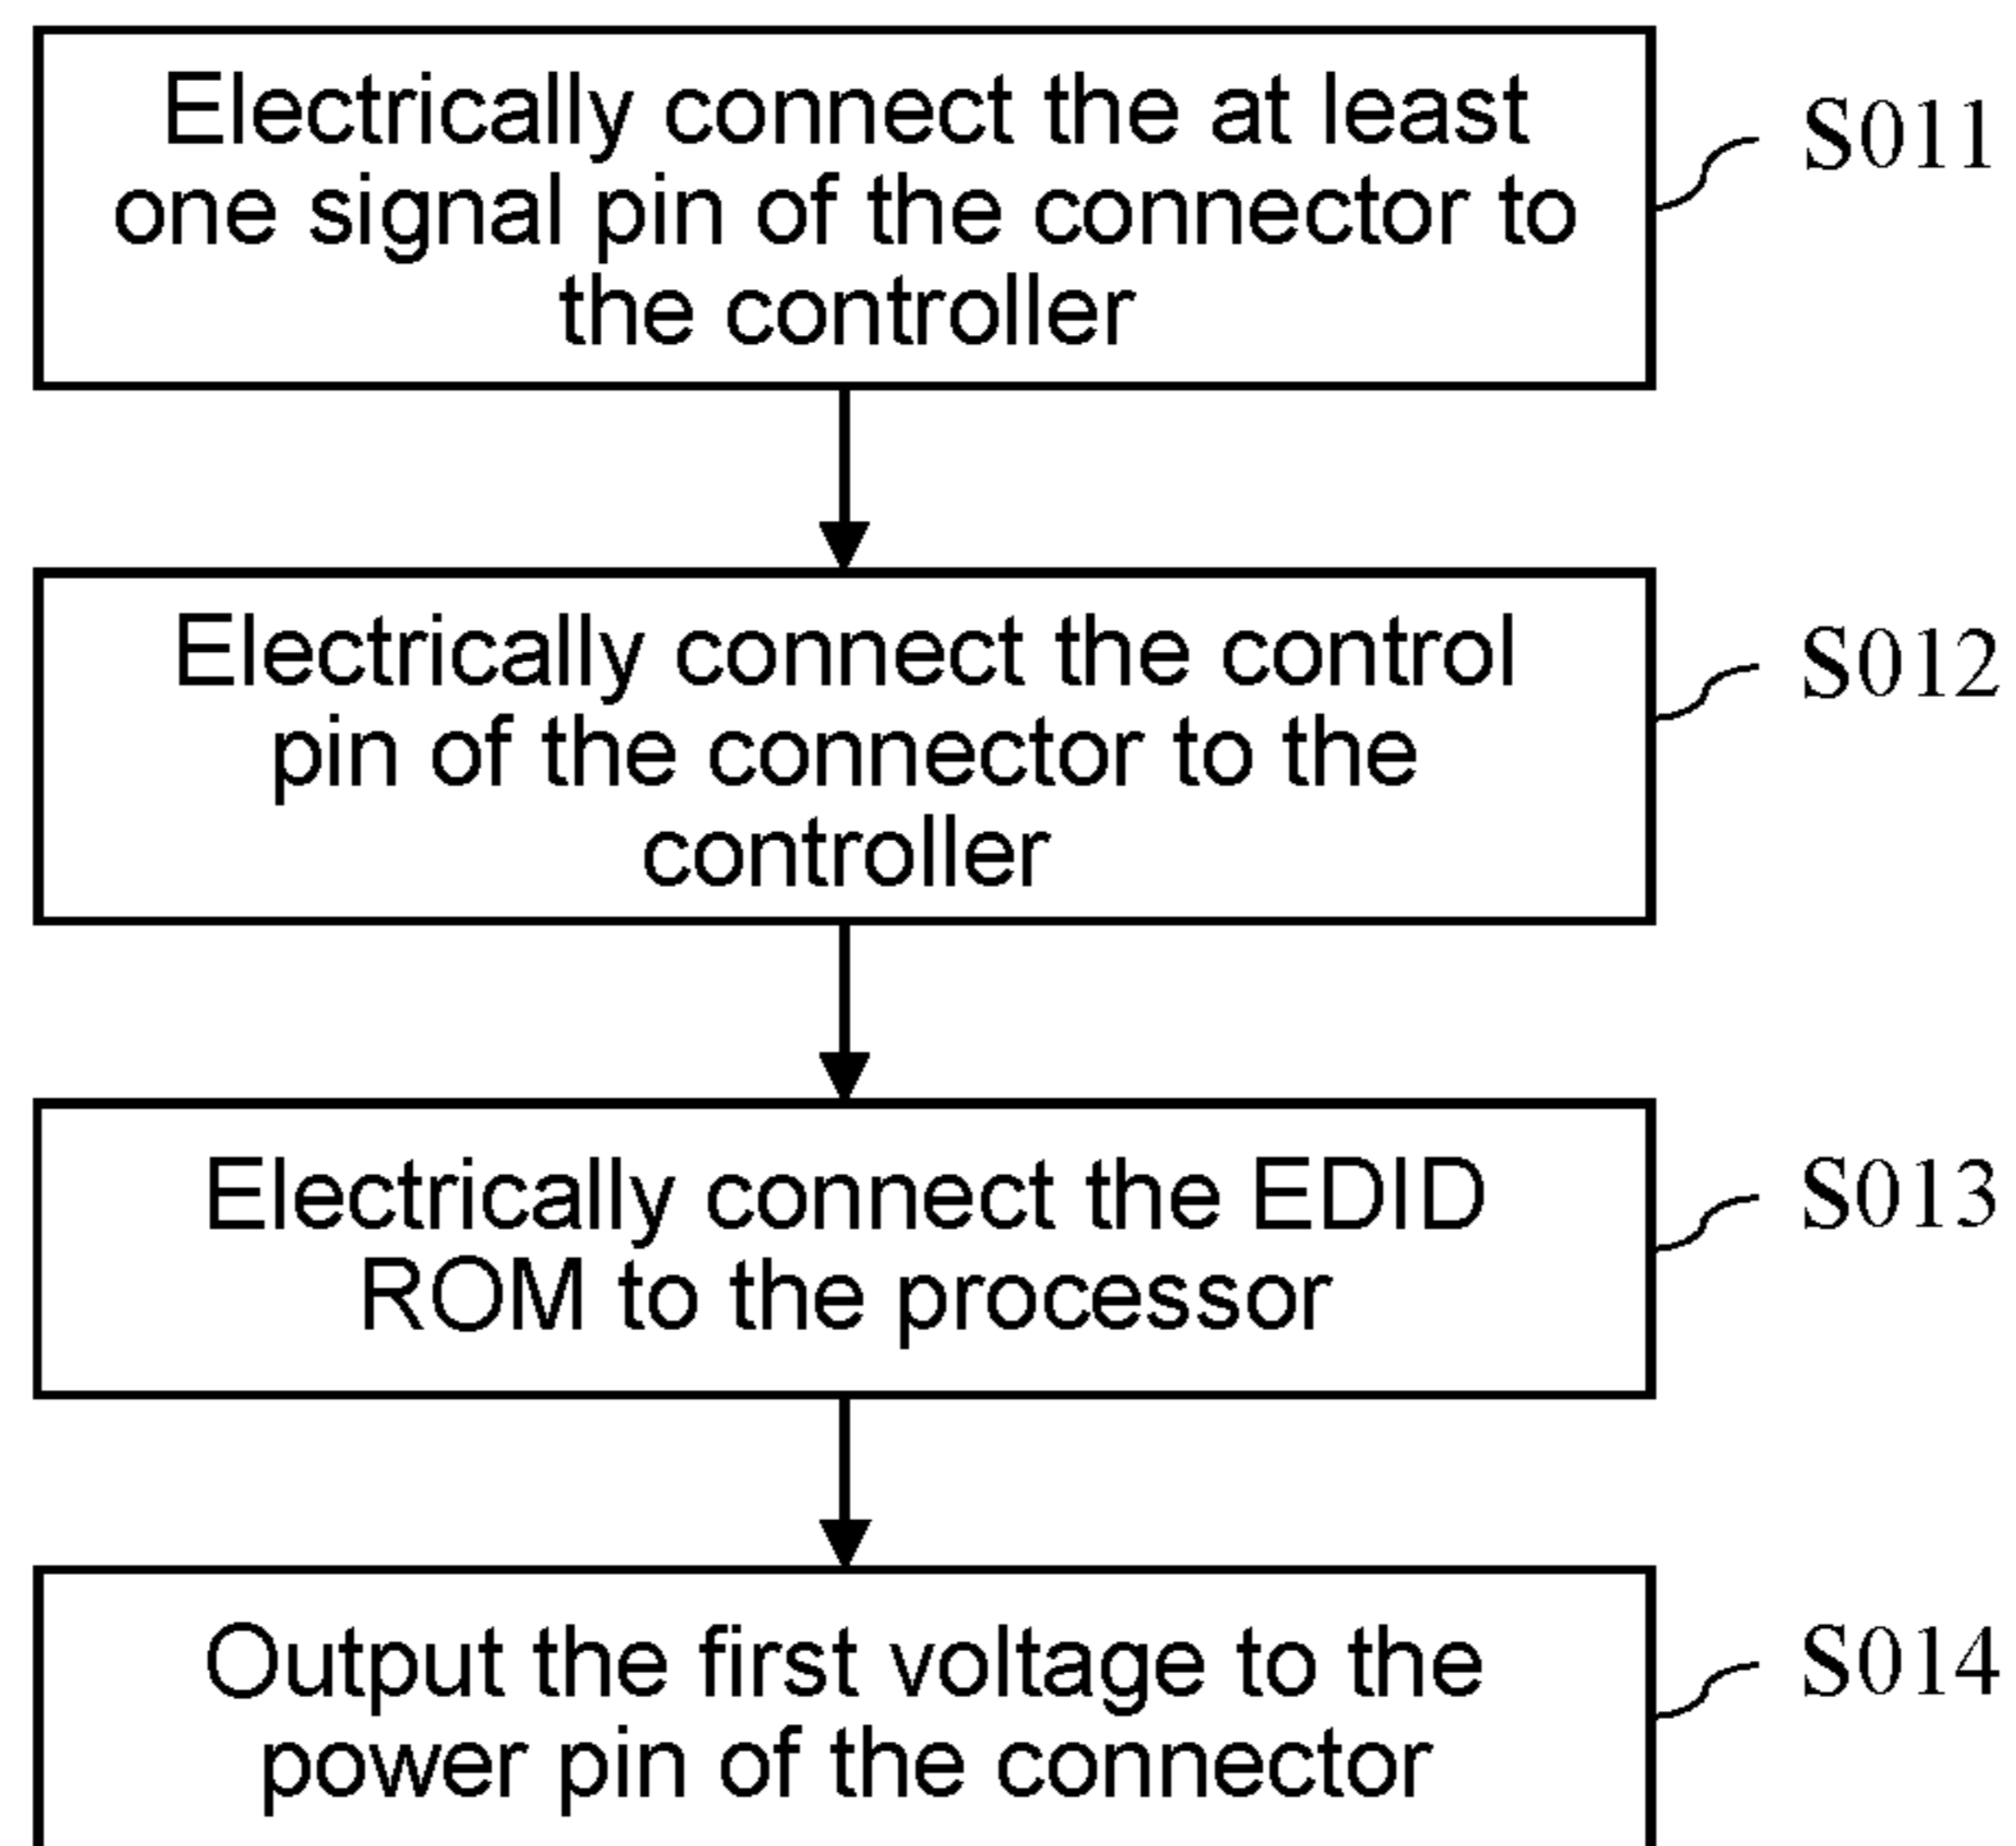 Electrically connect the at least
one signal pin of the connector to
the controller
S011
Electrically connect the control
pin of the connector to the
controller
S012
Electrically connect the EDID
ROM to the processor
S013
Output the first voltage to the
power pin of the connector
S014